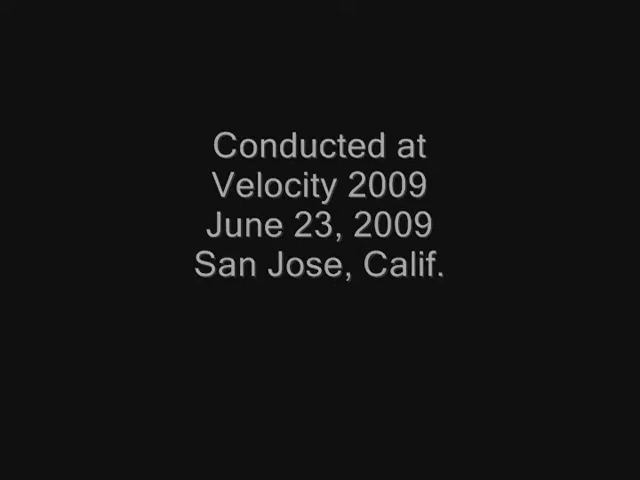 Conducted at
Velocity 2009
June 23, 2009
San Jose, Calif.